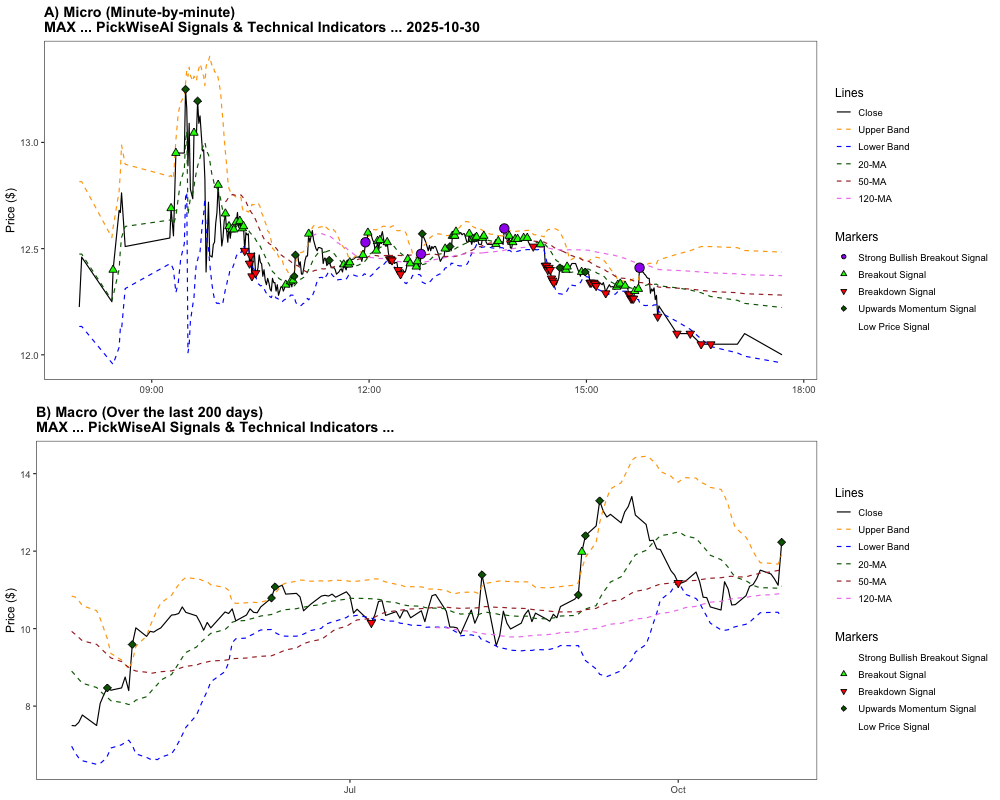 A) Micro (Minute-by-minute)
MAX ... PickWiseAI Signals & Technical Indicators ... 2025-10-30
Price ($)
13.0
12.5
12.0
09:00
12:00
15:00
18:00
Lines
Close
Upper Band
Lower Band
20-MA
50-MA
120-MA
Markers
Strong Bullish Breakout Signal
Breakout Signal
Breakdown Signal
Upwards Momentum Signal
Low Price Signal
B) Macro (Over the last 200 days)
MAX ... PickWiseAI Signals & Technical Indicators ...
Price ($)
14
12
10
8
Jul
Oct
Lines
Close
Upper Band
Lower Band
20-MA
50-MA
120-MA
Markers
Strong Bullish Breakout Signal
Breakout Signal
Breakdown Signal
Upwards Momentum Signal
Low Price Signal